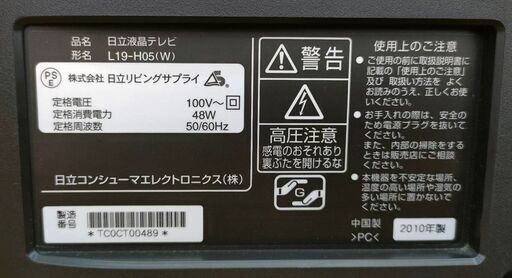 品名 日立液晶テレビ
形名 L19-H05(W)
PS
E
株式会社 日立リビングサプライ
定格電圧 100V～
定格消費電力 48W
定格周波数 50/60Hz
日立コンシューマエレクトロニクス(株)
製造番号
*TC0CT00489*
警告
高圧注意
感電のおそれあり
裏ぶたを開けるな
使用上のご注意
●ご使用の前に取扱説明書に
記載の「使用上のご注意」
及び 取扱い方法を よく
お読みのうえ、正しくお使
いください。
●お手入れの際は、安全の
ため電源プラグを抜いて
ください。
また、内部の掃除をする
ときは販売店にご相談
ください。
●本機器を不安定な場所、
温度の高い場所や湿気の
多い場所に置かないで
ください。
中国製
>PC<
2010年製